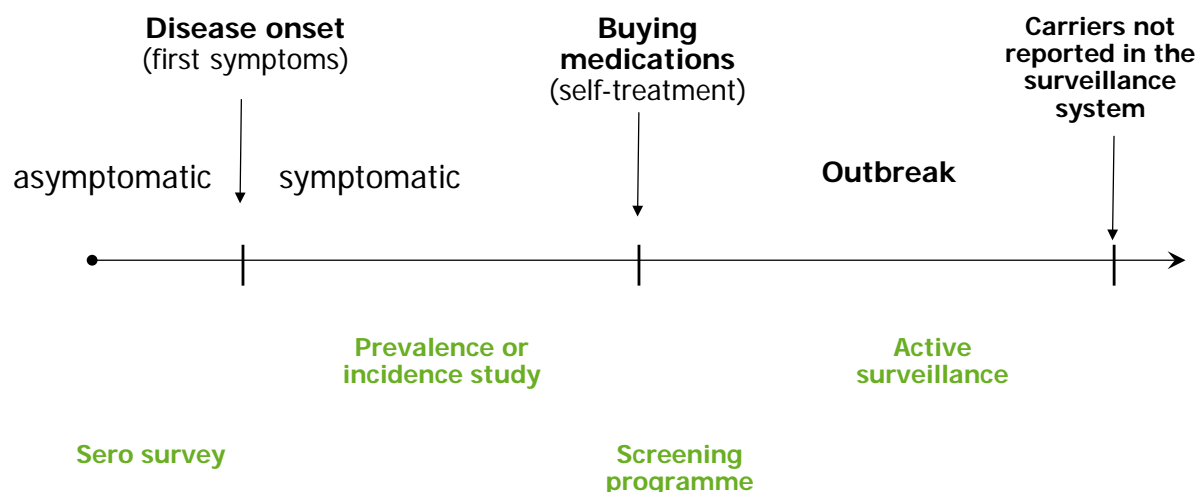 Disease onset
(first symptoms)
Buying
medications
(self-treatment)
Carriers not
reported in the
surveillance
system
asymptomatic
symptomatic
Outbreak
Prevalence or
incidence study
Active
surveillance
Sero survey
Screening
programme